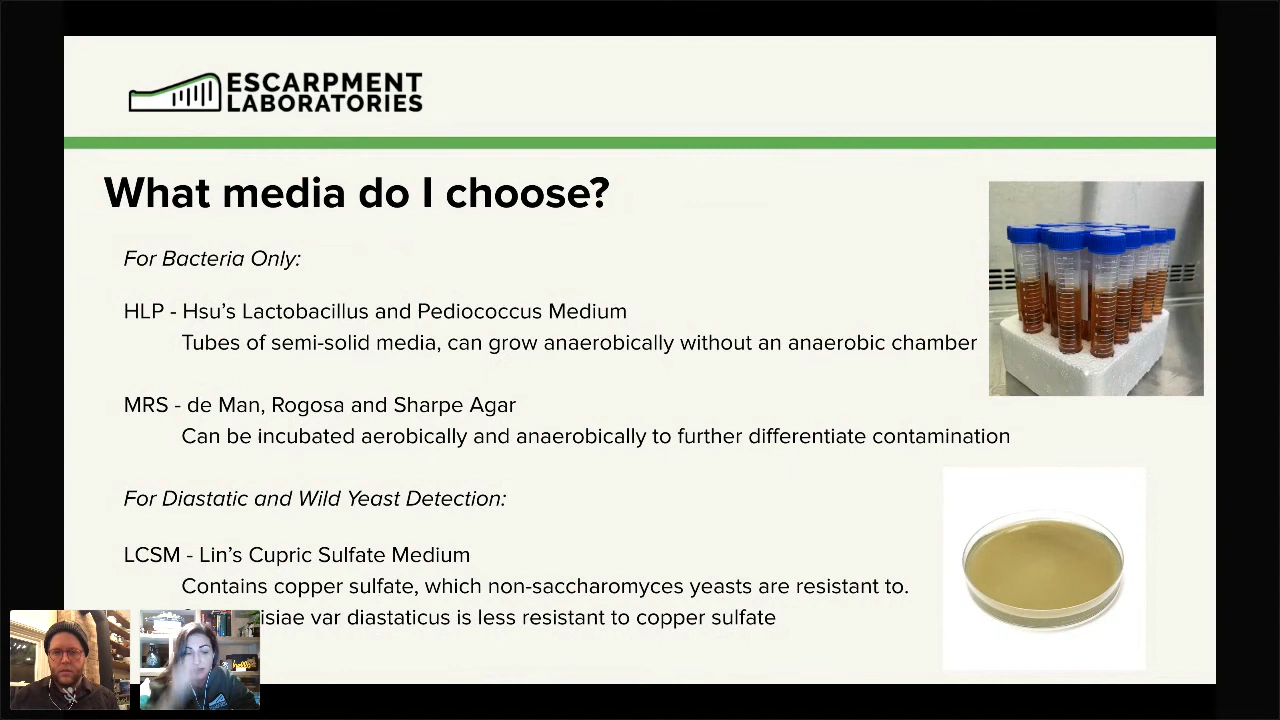 ESCARPMENT
LABORATORIES
What media do I choose?
For Bacteria Only:
HLP - Hsu's Lactobacillus and Pediococcus Medium
Tubes of semi-solid media, can grow anaerobically without an anaerobic chamber
MRS - de Man, Rogosa and Sharpe Agar
Can be incubated aerobically and anaerobically to further differentiate contamination
For Diastatic and Wild Yeast Detection:
LCSM - Lin's Cupric Sulfate Medium
Contains copper sulfate, which non-saccharomyces yeasts are resistant to.
isiae var diastaticus is less resistant to copper sulfate